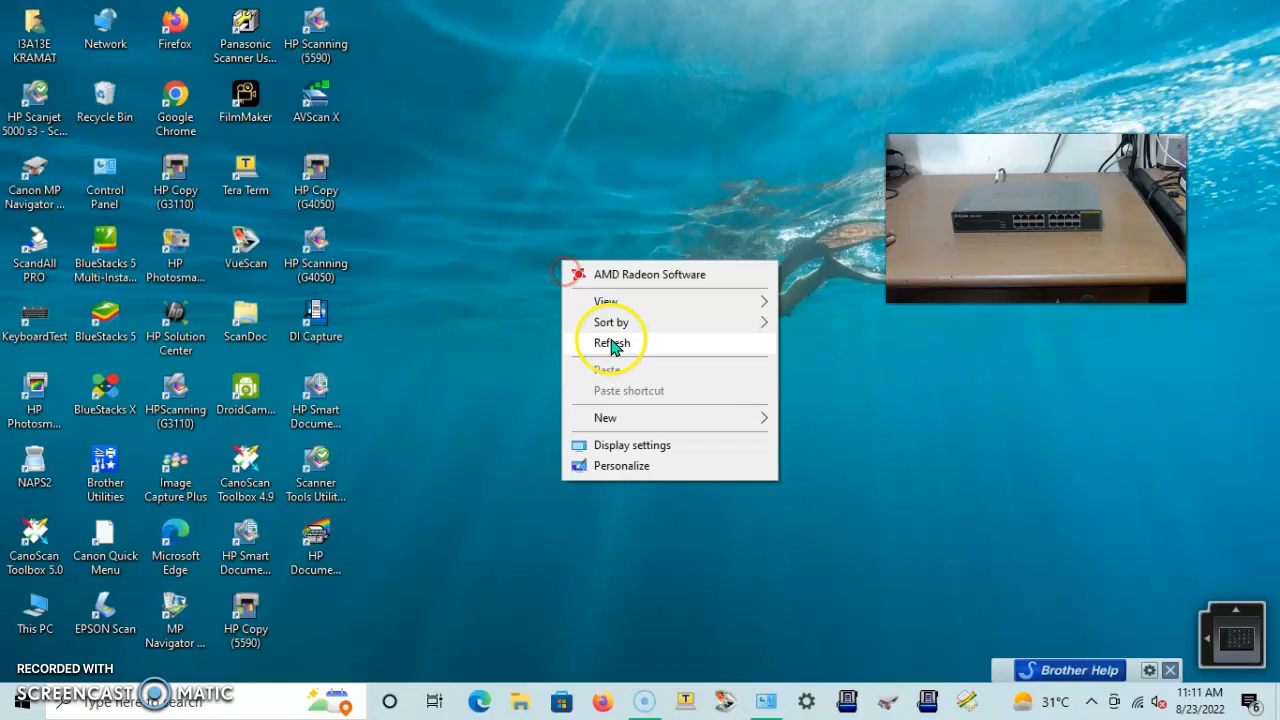 I3A13E
KRAMAT
Network
Firefox
Panasonic
Scanner Us...
HP Scanning
(5590)
HP Scanjet
5000 s3 - Sc...
Recycle Bin
Google
Chrome
FilmMaker
AVScan X
Canon MP
Navigator ...
Control
Panel
HP Copy
(G3110)
Tera Term
HP Copy
(G4050)
ScandAll
PRO
BlueStacks 5
Multi-Insta...
HP
Photosma...
VueScan
HP Scanning
(G4050)
KeyboardTest
BlueStacks 5
HP Solution
Center
ScanDoc
DI Capture
HP
Photosm...
BlueStacks X
HPScanning
(G3110)
DroidCam...
HP Smart
Docume...
NAPS2
Brother
Utilities
Image
Capture Plus
CanoScan
Toolbox 4.9
Scanner
Tools Utilit...
CanoScan
Toolbox 5.0
Canon Quick
Menu
Microsoft
Edge
HP Smart
Docume...
HP
Docume...
This PC
EPSON Scan
MP
Navigator ...
HP Copy
(5590)
AMD Radeon Software
View
Sort by
Refresh
Paste
Paste shortcut
New
Display settings
Personalize
D-Link
Brother Help
RECORDED WITH
SCREENCAST MATIC
Type here to search
31°C
11:11 AM
8/23/2022
6